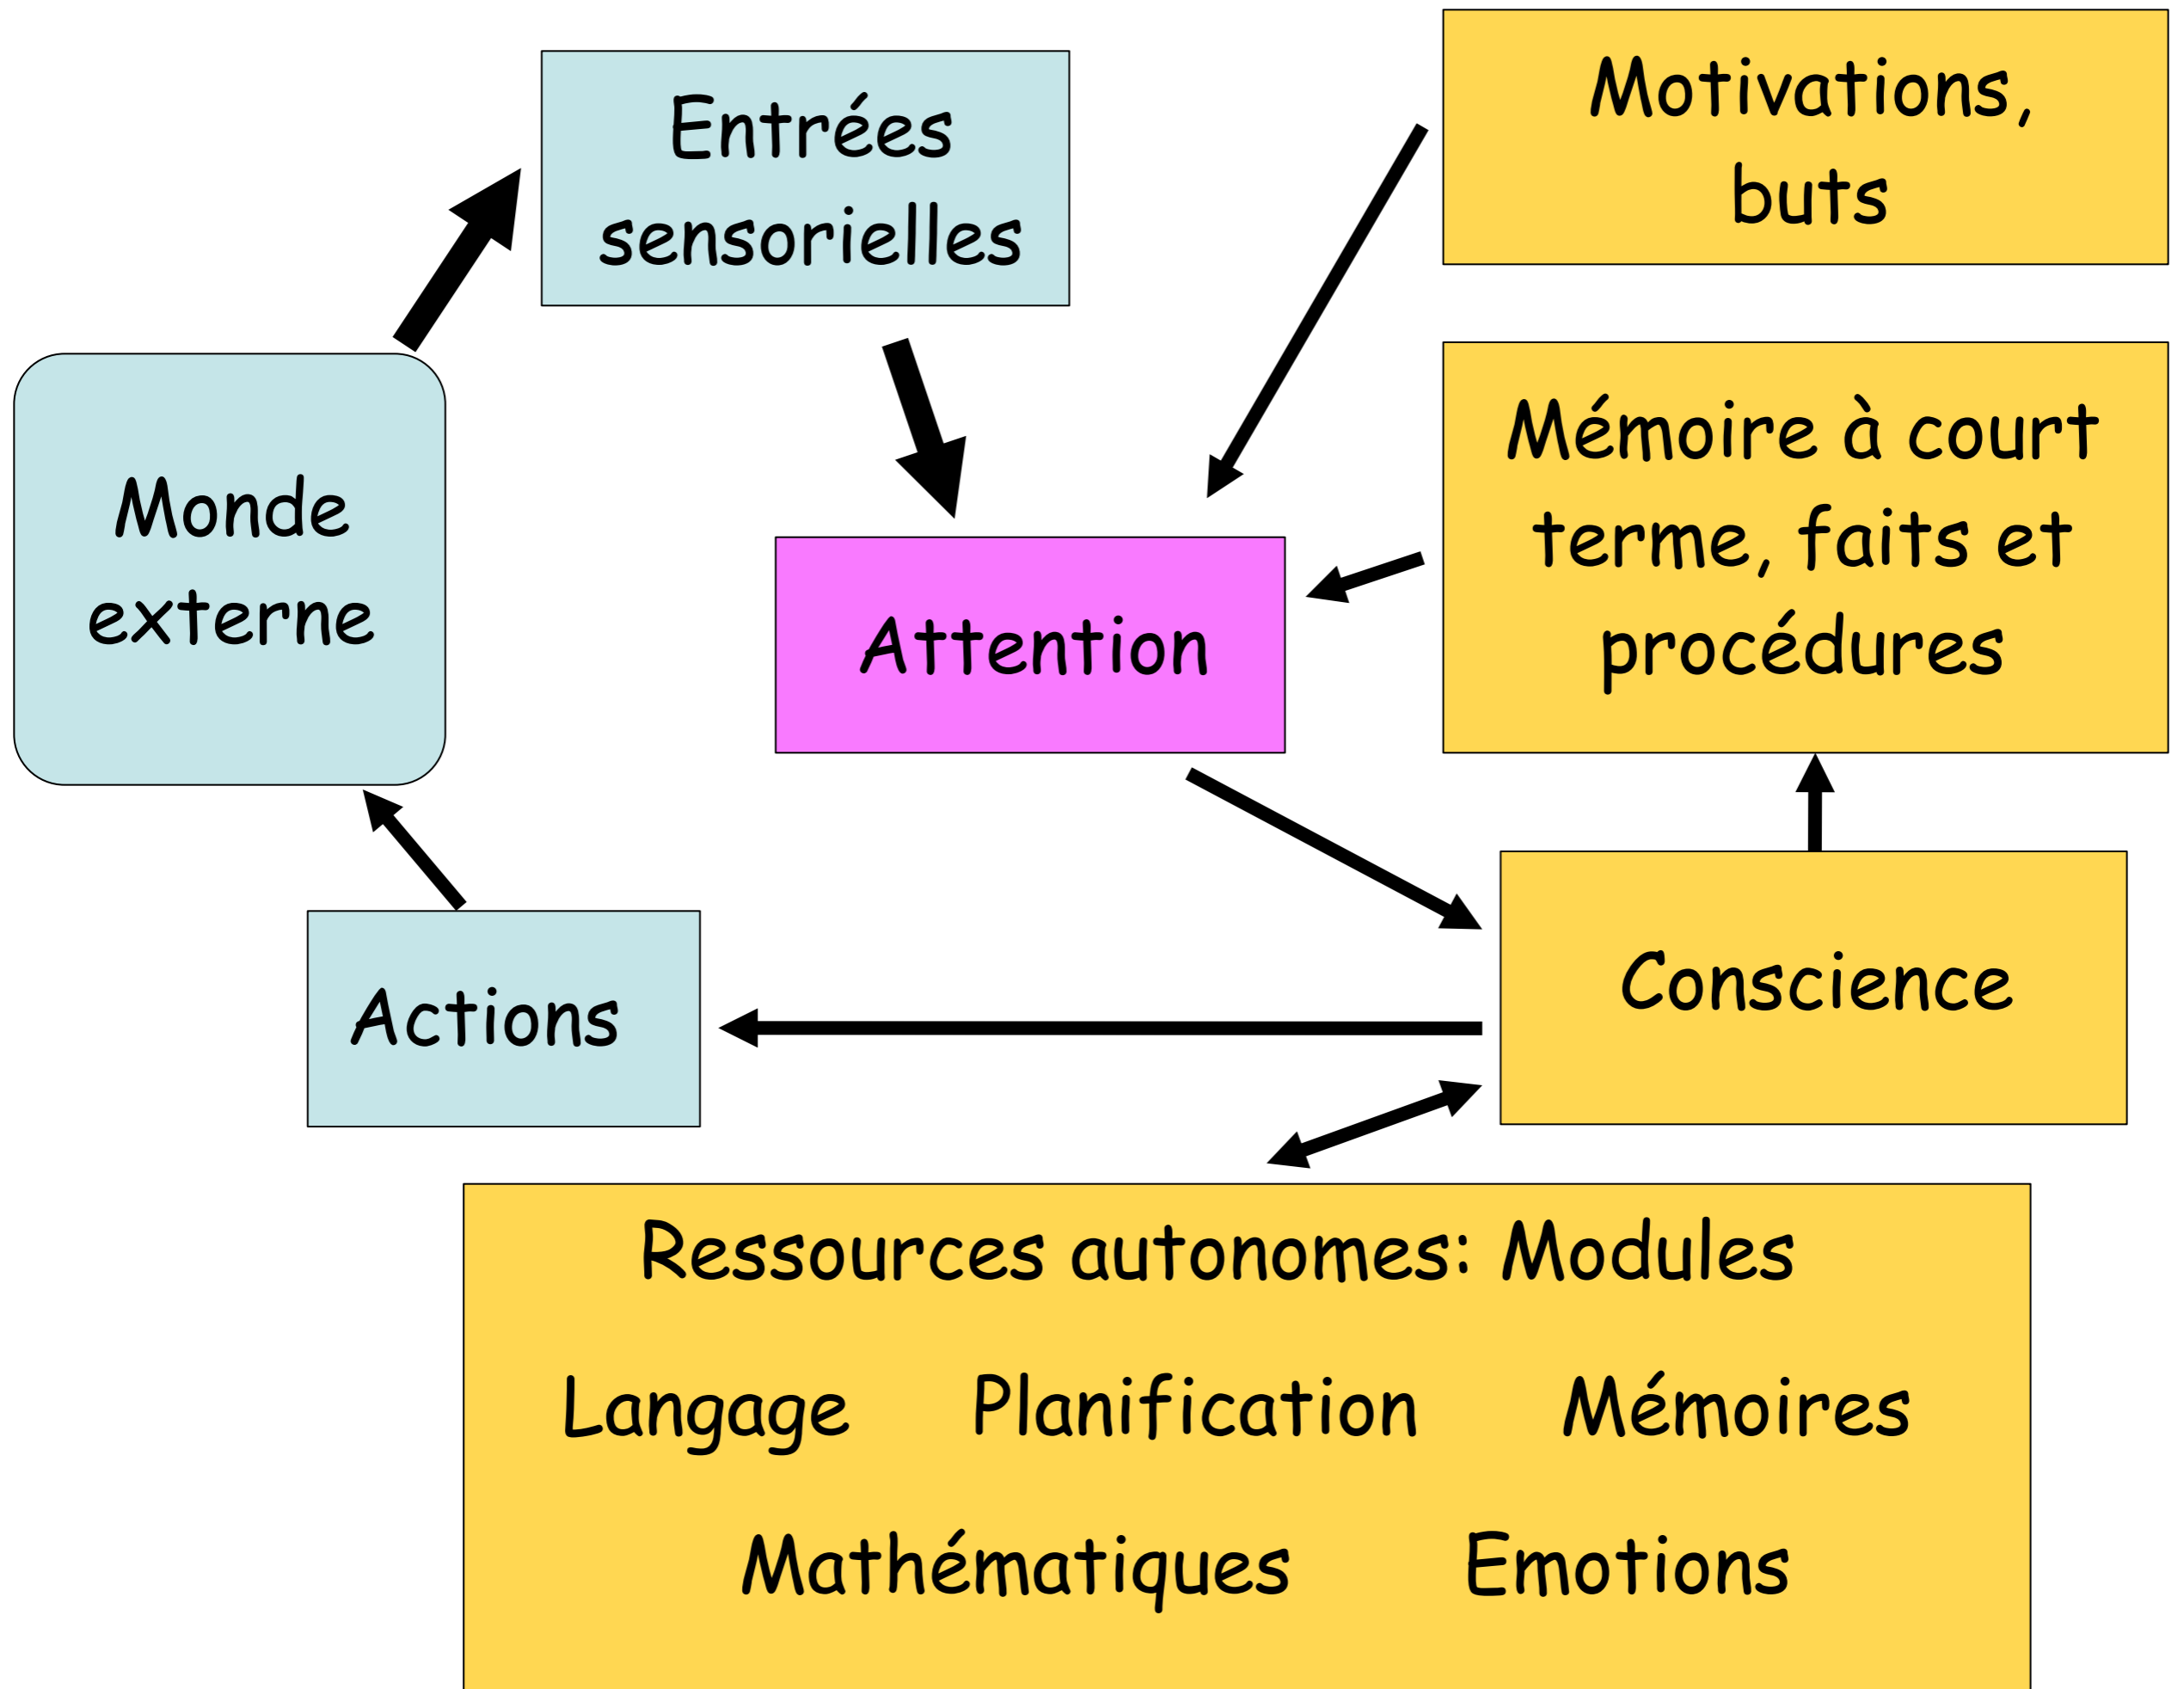 Entrées
sensorielles
Motivations,
buts
Monde
externe
Attention
Mémoire à court
terme, faits et
procédures
Actions
Conscience
Ressources autonomes: Modules
Langage Planification Mémoires
Mathématiques Emotions